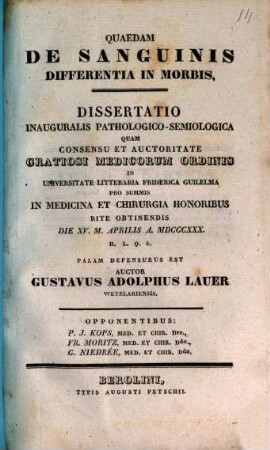 14.
QUAEDAM
DE SANGUINIS
DIFFERENTIA IN MORBIS,
DISSERTATIO
INAUGURALIS PATHOLOGICO-SEMIOLOGICA
QUAM
CONSENSU ET AUCTORITATE
GRATIOSI MEDICORUM ORDINIS
IN
UNIVERSITATE LITTERARIA FRIDERICA GUILELMA
PRO SUMMIS
IN MEDICINA ET CHIRURGIA HONORIBUS
RITE OBTINENDIS
DIE XV. M. APRILIS A. MDCCCXXX.
H. L. Q. S.
PALAM DEFENSURUS EST
AUCTOR
GUSTAVUS ADOLPHUS LAUER
WETZLARIENSIS.
OPPONENTIBUS:
P. J. KOPS, MED. ET CHIR. Dre.,
FR. MORITZ, MED. ET CHIR. Ddo.,
G. NIEDRÉE, MED. ET CHIR. Ddo.
BEROLINI,
TYPIS AUGUSTI PETSCHII.